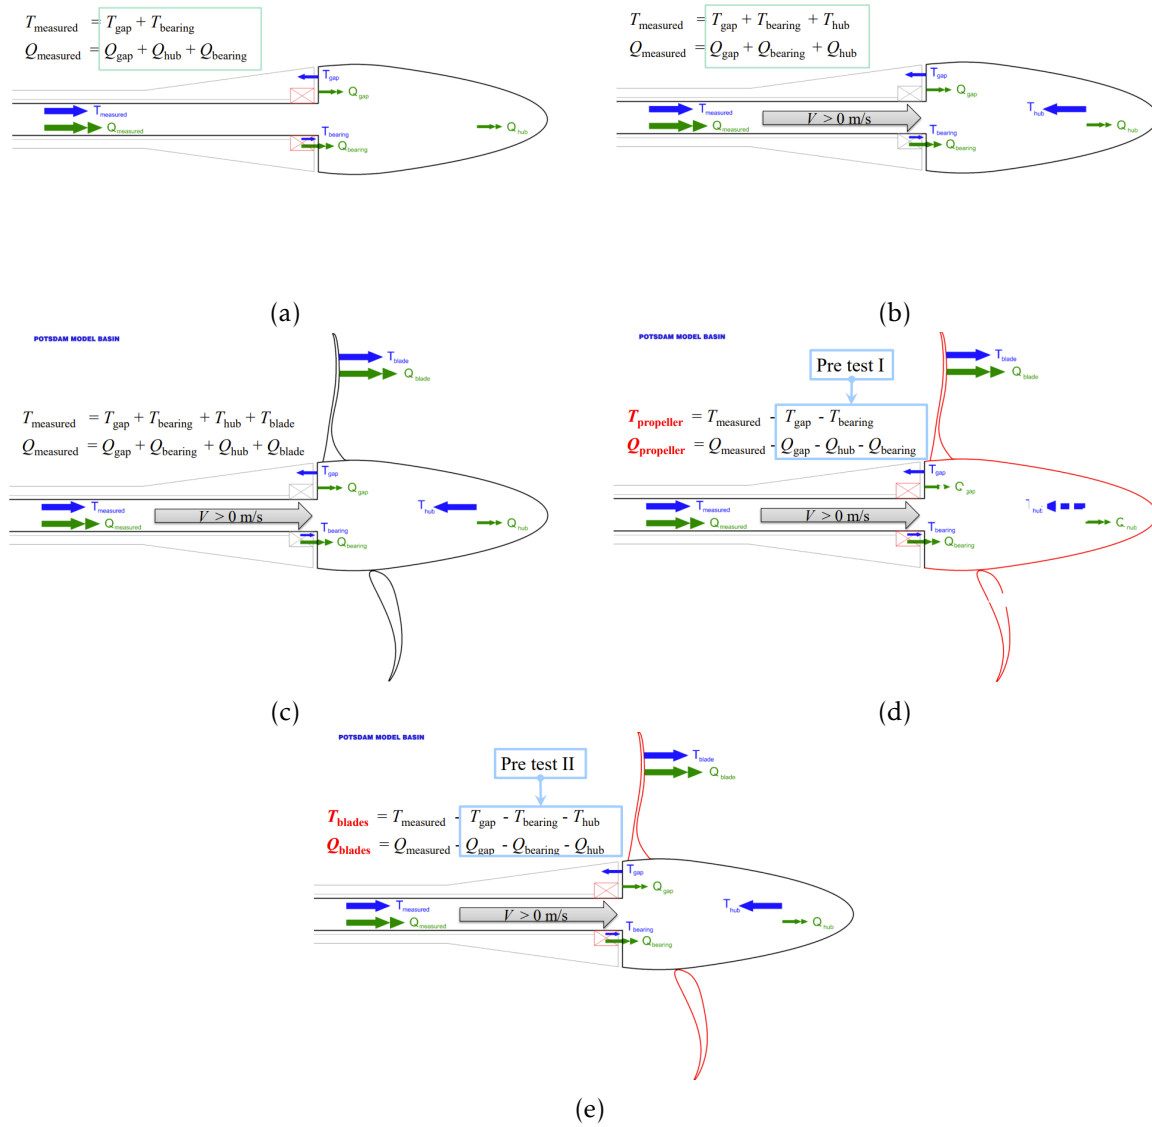 T_measured = T_gap + T_bearing
Q_measured = Q_gap + Q_hub + Q_bearing
T_gap
Q_gap
T_measured
Q_measured
T_bearing
Q_bearing
Q_hub
(a)
T_measured = T_gap + T_bearing + T_hub
Q_measured = Q_gap + Q_bearing + Q_hub
T_gap
Q_gap
T_measured
Q_measured
V > 0 m/s
T_hub
Q_hub
T_bearing
Q_bearing
(b)
POTSDAM MODEL BASIN
T_blade
Q_blade
T_measured = T_gap + T_bearing + T_hub + T_blade
Q_measured = Q_gap + Q_bearing + Q_hub + Q_blade
T_gap
Q_gap
T_measured
Q_measured
V > 0 m/s
T_hub
Q_hub
T_bearing
Q_bearing
(c)
POTSDAM MODEL BASIN
Pre test I
T_blade
Q_blade
T_propeller = T_measured - T_gap - T_bearing
Q_propeller = Q_measured - Q_gap - Q_hub - Q_bearing
T_gap
Q_gap
T_measured
Q_measured
V > 0 m/s
T_hub
Q_hub
T_bearing
Q_bearing
(d)
POTSDAM MODEL BASIN
Pre test II
T_blade
Q_blade
T_blades = T_measured - T_gap - T_bearing - T_hub
Q_blades = Q_measured - Q_gap - Q_bearing - Q_hub
T_gap
Q_gap
T_measured
Q_measured
V > 0 m/s
T_hub
Q_hub
T_bearing
Q_bearing
(e)